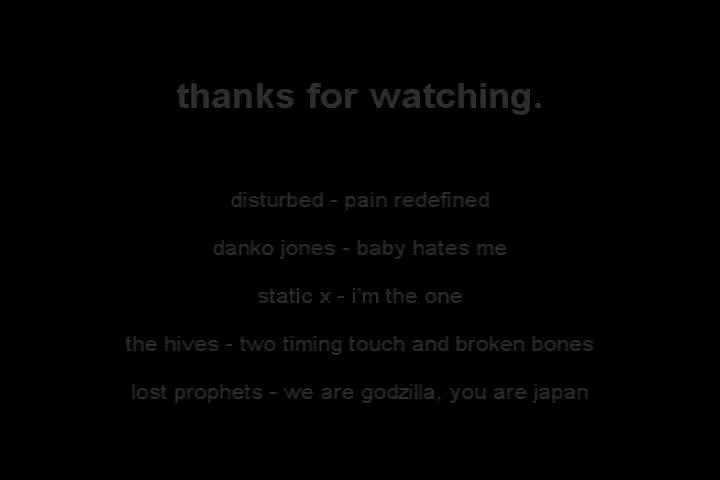 thanks for watching.
disturbed - pain redefined
danko jones - baby hates me
static x - i'm the one
the hives - two timing touch and broken bones
lost prophets - we are godzilla, you are japan